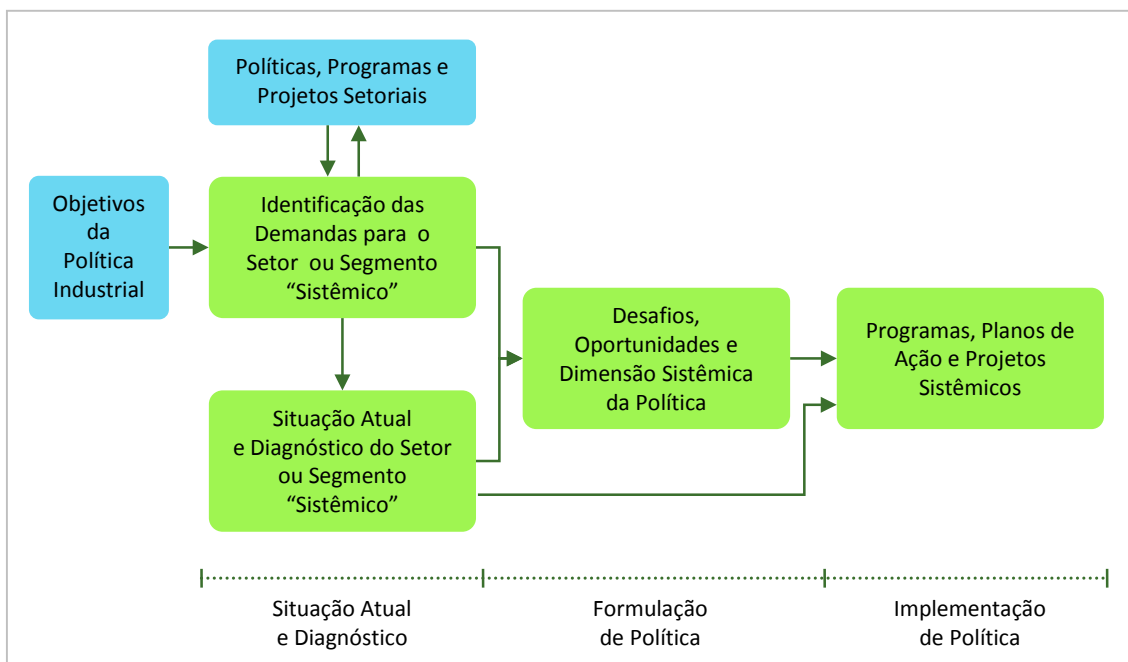 Políticas, Programas e
Projetos Setoriais
Objetivos
da
Política
Industrial
Identificação das
Demandas para o
Setor ou Segmento
“Sistêmico”
Desafios,
Oportunidades e
Dimensão Sistêmica
da Política
Programas, Planos de
Ação e Projetos
Sistêmicos
Situação Atual
e Diagnóstico do Setor
ou Segmento
“Sistêmico”
Situação Atual
e Diagnóstico
Formulação
de Política
Implementação
de Política